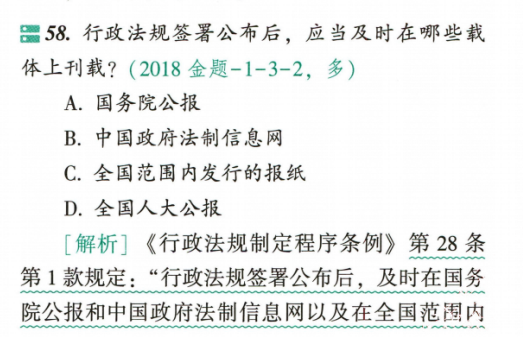 58. 行政法规签署公布后，应当及时在哪些载
体上刊载？(2018 金题-1-3-2，多)
A. 国务院公报
B. 中国政府法制信息网
C. 全国范围内发行的报纸
D. 全国人大公报
[解析]《行政法规制定程序条例》第 28 条
第 1 款规定：“行政法规签署公布后，及时在国务
院公报和中国政府法制信息网以及在全国范围内